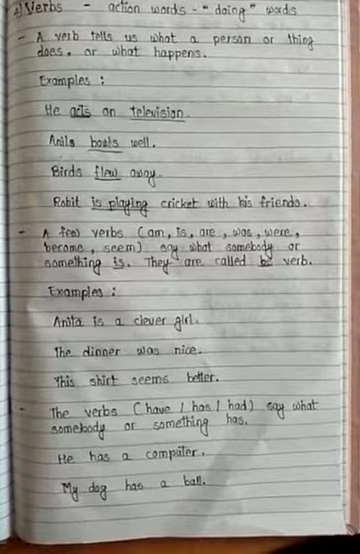 2) Verbs - action words - "doing" words
- A verb tells us what a person or thing
does. or what happens.
Examples :
He acts on television.
Anils bowls well.
Birds flew away.
Rohit is playing cricket with his friends.
- A few verbs (am, is, are, was, were,
become, seem) say what somebody or
something is. They are called be verb.
Examples :
Anita is a clever girl.
The dinner was nice.
This shirt seems better.
- The verbs (have / has / had) say what
somebody or something has.
He has a computer.
My dog has a ball.